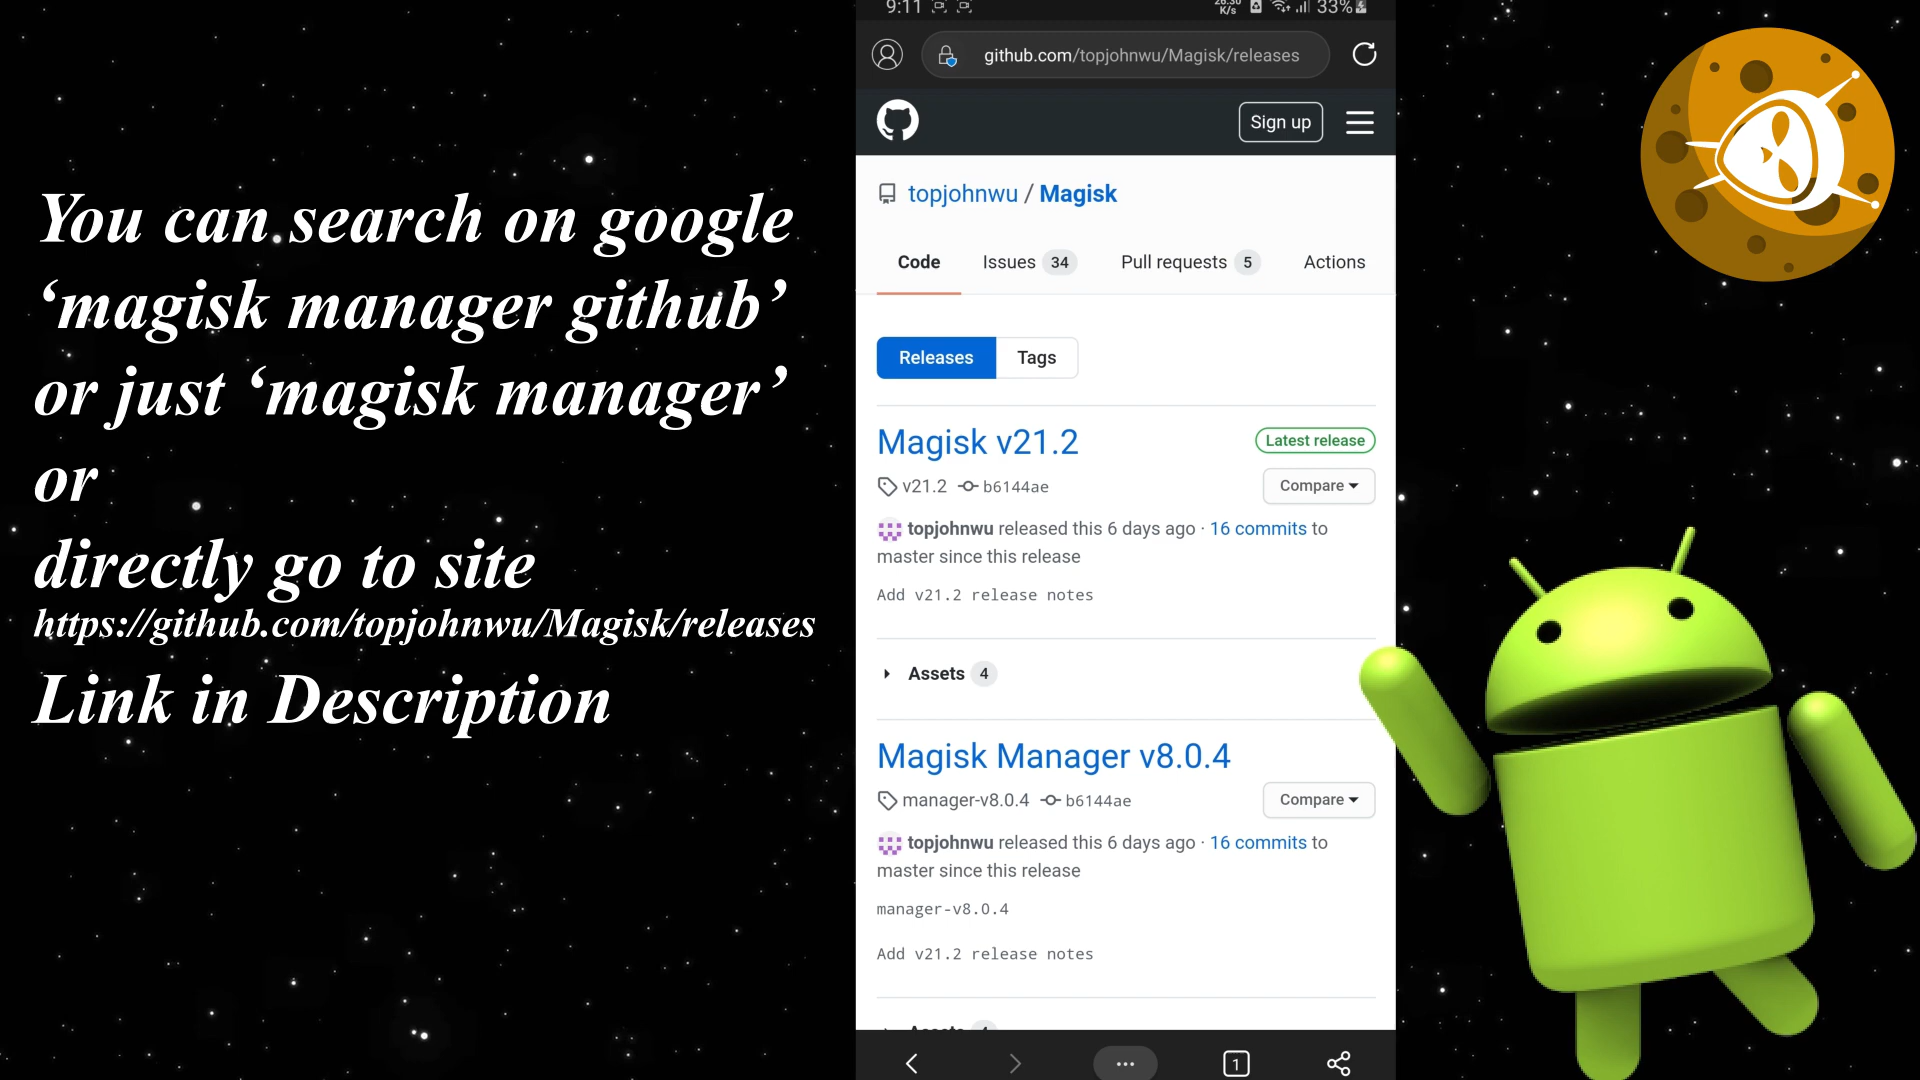 You can search on google
‘magisk manager github’
or just ‘magisk manager’
or
directly go to site
https://github.com/topjohnwu/Magisk/releases
Link in Description
9:11
26.30 K/s
33%
github.com/topjohnwu/Magisk/releases
Sign up
topjohnwu / Magisk
Code Issues 34 Pull requests 5 Actions
Releases Tags
Magisk v21.2 Latest release
v21.2 b6144ae Compare
topjohnwu released this 6 days ago · 16 commits to
master since this release
Add v21.2 release notes
Assets 4
Magisk Manager v8.0.4
manager-v8.0.4 b6144ae Compare
topjohnwu released this 6 days ago · 16 commits to
master since this release
manager-v8.0.4
Add v21.2 release notes
Assets 4
1